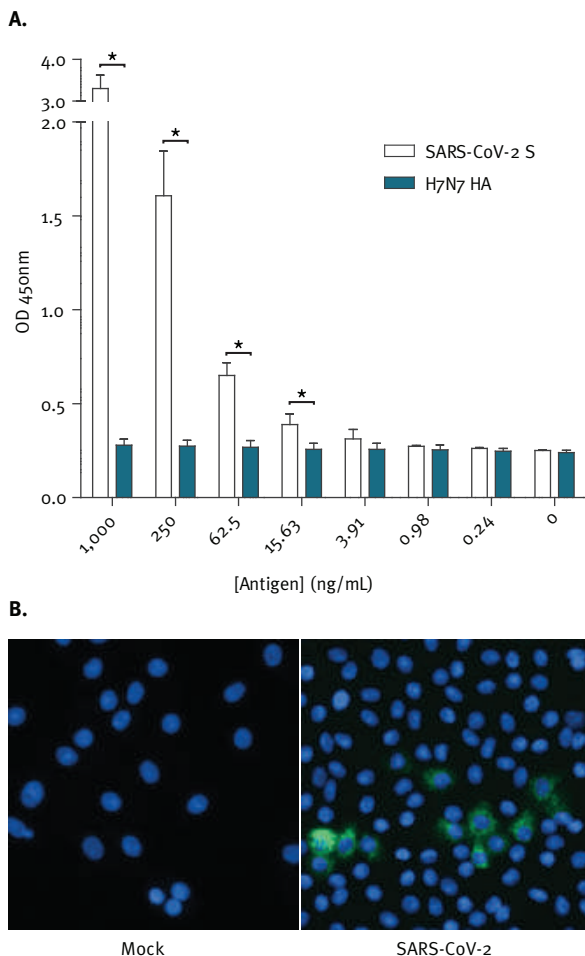 A.
4.0
3.0
2.0
1.5
1.0
0.5
0.0
OD 450nm
*
*
*
*
SARS-CoV-2 S
H7N7 HA
1,000
250
62.5
15.63
3.91
0.98
0.24
0
[Antigen] (ng/mL)
B.
Mock
SARS-CoV-2